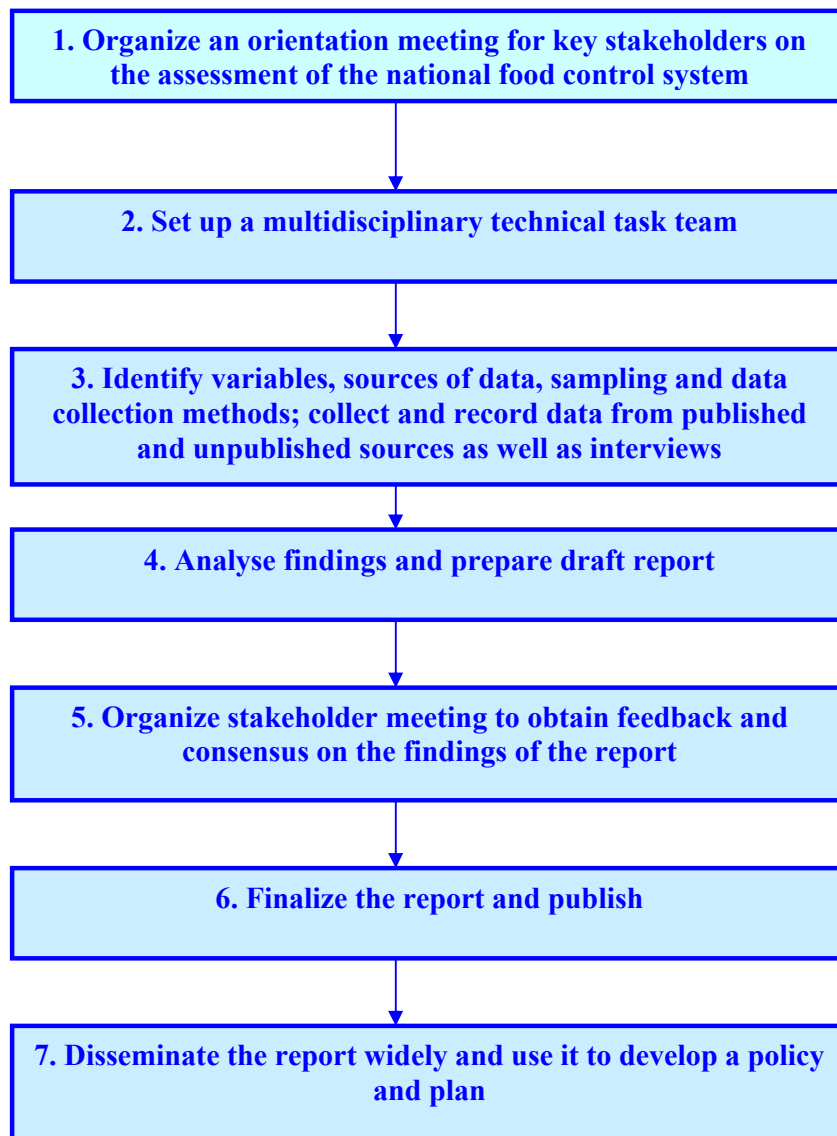 1. Organize an orientation meeting for key stakeholders on
the assessment of the national food control system
2. Set up a multidisciplinary technical task team
3. Identify variables, sources of data, sampling and data
collection methods; collect and record data from published
and unpublished sources as well as interviews
4. Analyse findings and prepare draft report
5. Organize stakeholder meeting to obtain feedback and
consensus on the findings of the report
6. Finalize the report and publish
7. Disseminate the report widely and use it to develop a policy
and plan